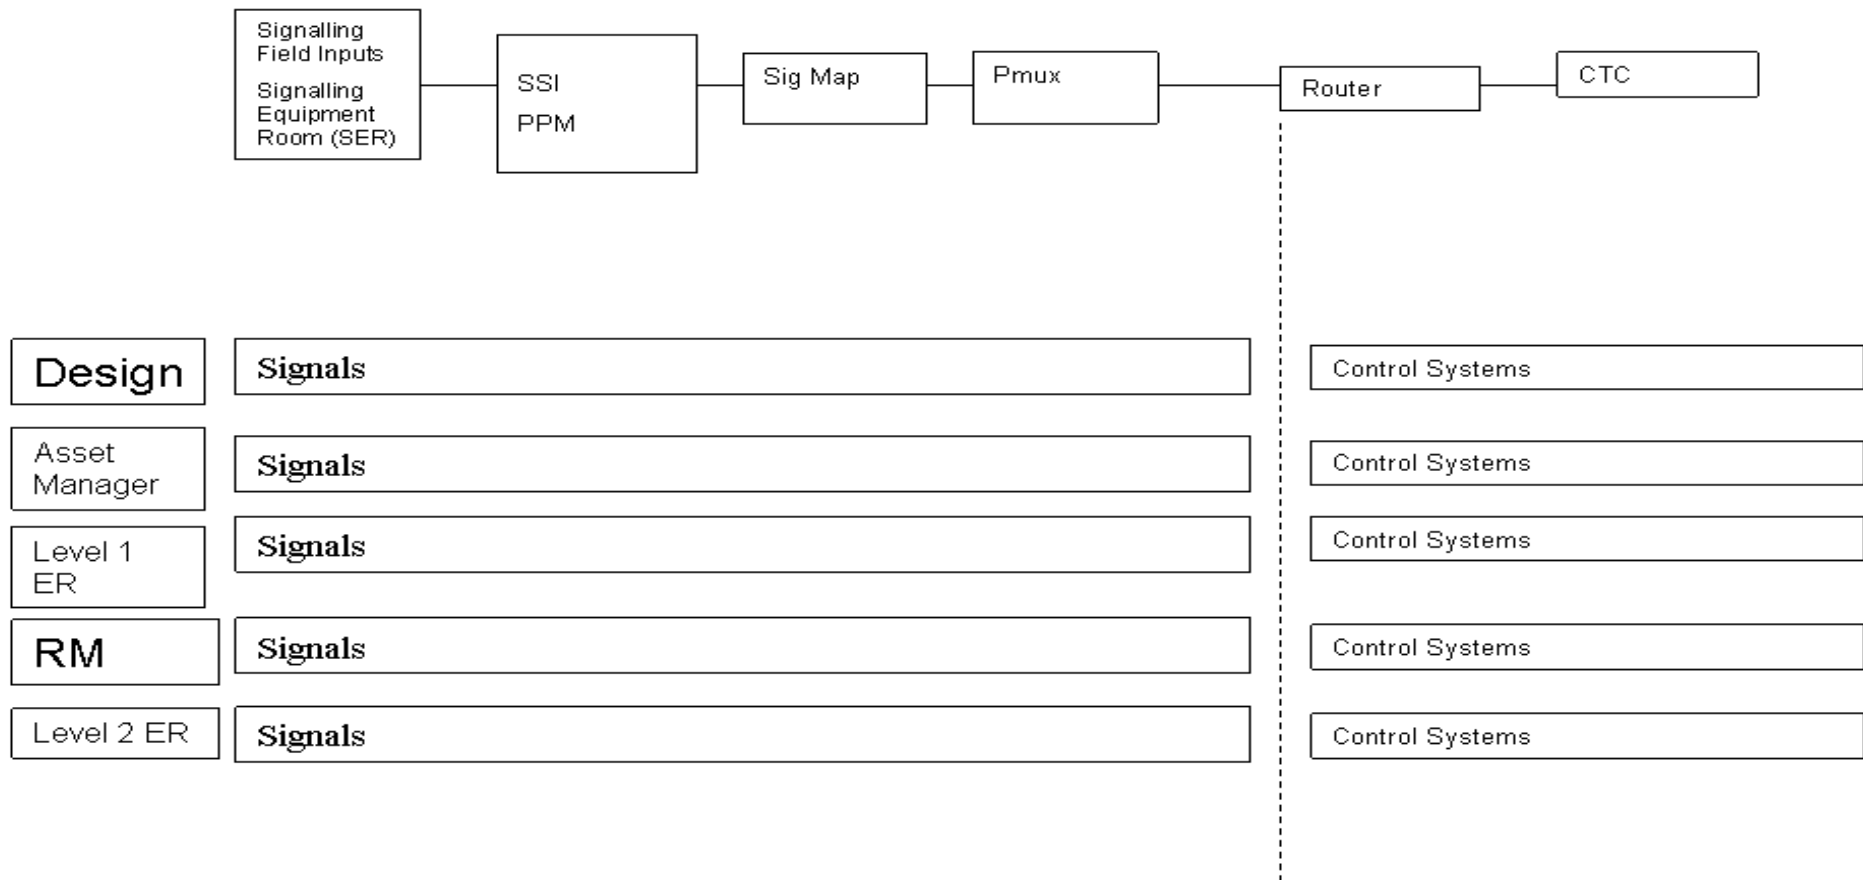 Signalling
Field Inputs
Signalling
Equipment
Room (SER)
SSI
PPM
Sig Map
Pmux
Router
CTC
Design
Signals
Control Systems
Asset
Manager
Signals
Control Systems
Level 1
ER
Signals
Control Systems
RM
Signals
Control Systems
Level 2 ER
Signals
Control Systems